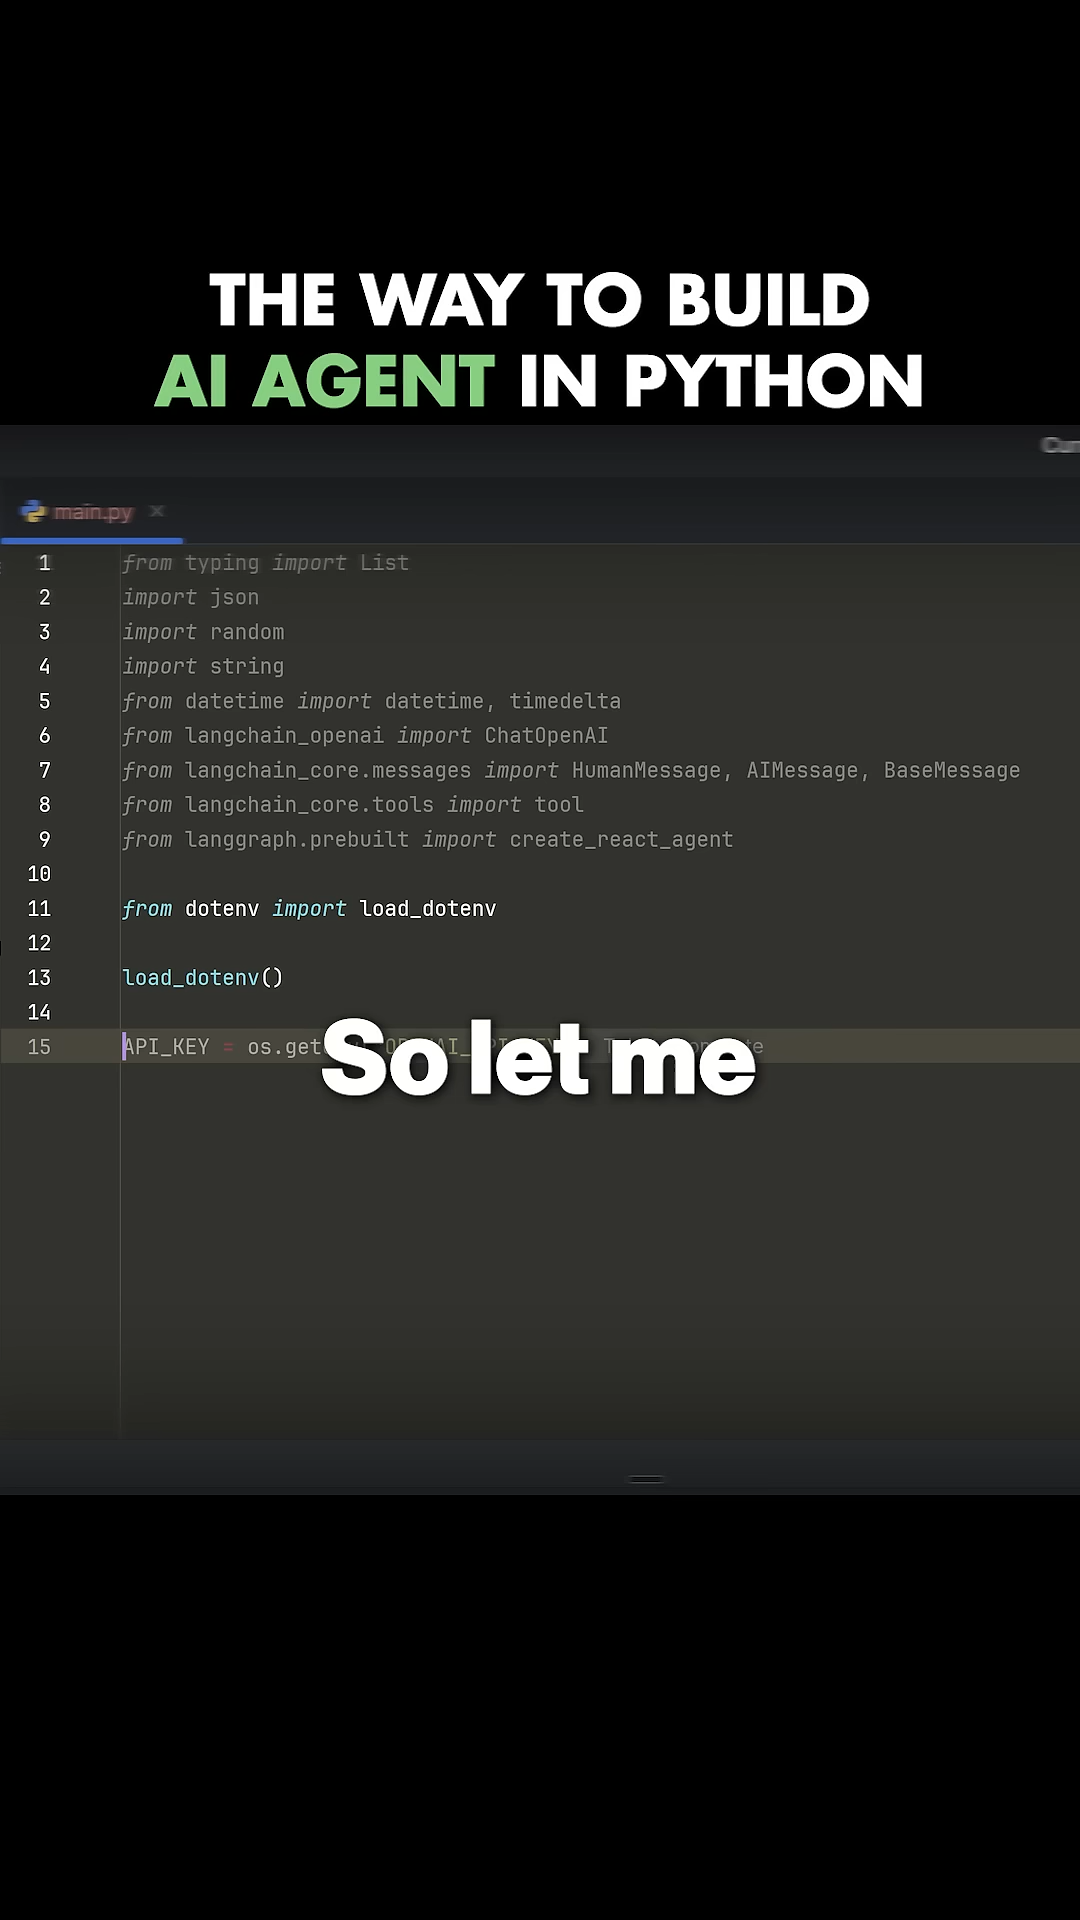 THE WAY TO BUILD
AI AGENT IN PYTHON
main.py
1 from typing import List
2 import json
3 import random
4 import string
5 from datetime import datetime, timedelta
6 from langchain_openai import ChatOpenAI
7 from langchain_core.messages import HumanMessage, AIMessage, BaseMessage
8 from langchain_core.tools import tool
9 from langgraph.prebuilt import create_react_agent
10
11 from dotenv import load_dotenv
12
13 load_dotenv()
14
15 API_KEY = os.get
So let me